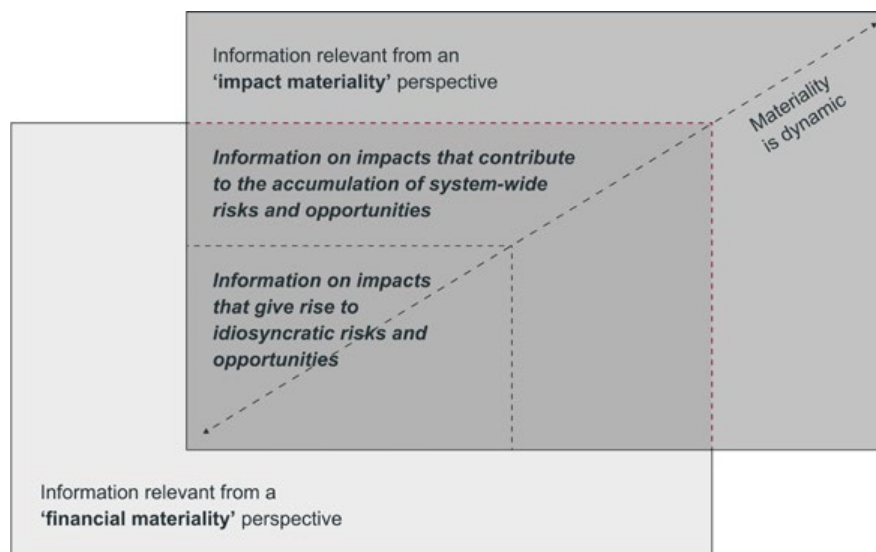 Information relevant from an
‘impact materiality’ perspective
Materiality
is dynamic
Information on impacts that contribute
to the accumulation of system-wide
risks and opportunities
Information on impacts
that give rise to
idiosyncratic risks and
opportunities
Information relevant from a
‘financial materiality’ perspective